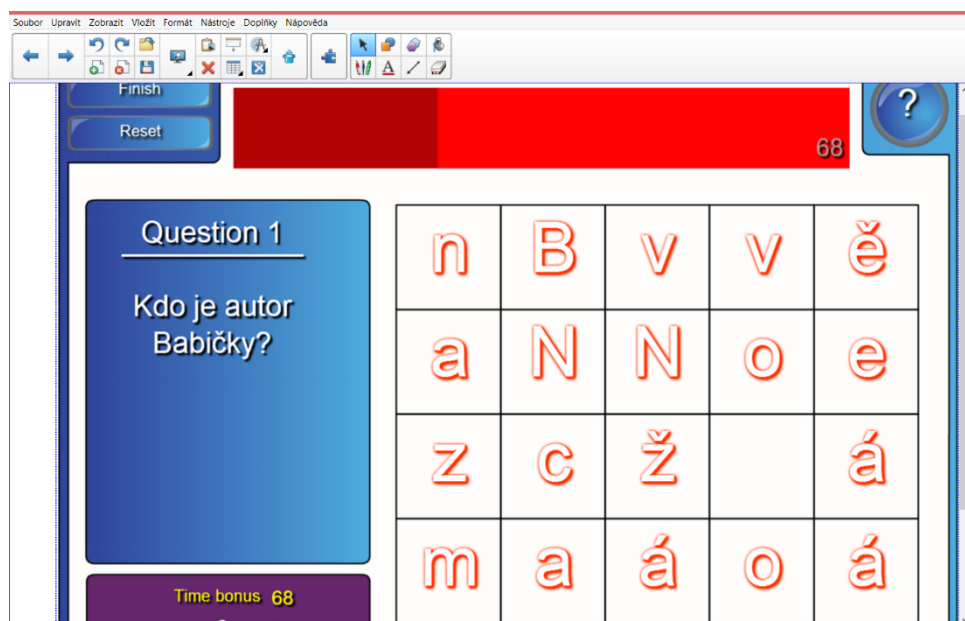 Soubor Upravit Zobrazit Vložit Formát Nástroje Doplňky Nápověda
Finish
Reset
68
?
Question 1
Kdo je autor
Babičky?
n B v v ě
a N N o e
z c ž á
m a á o á
Time bonus 68